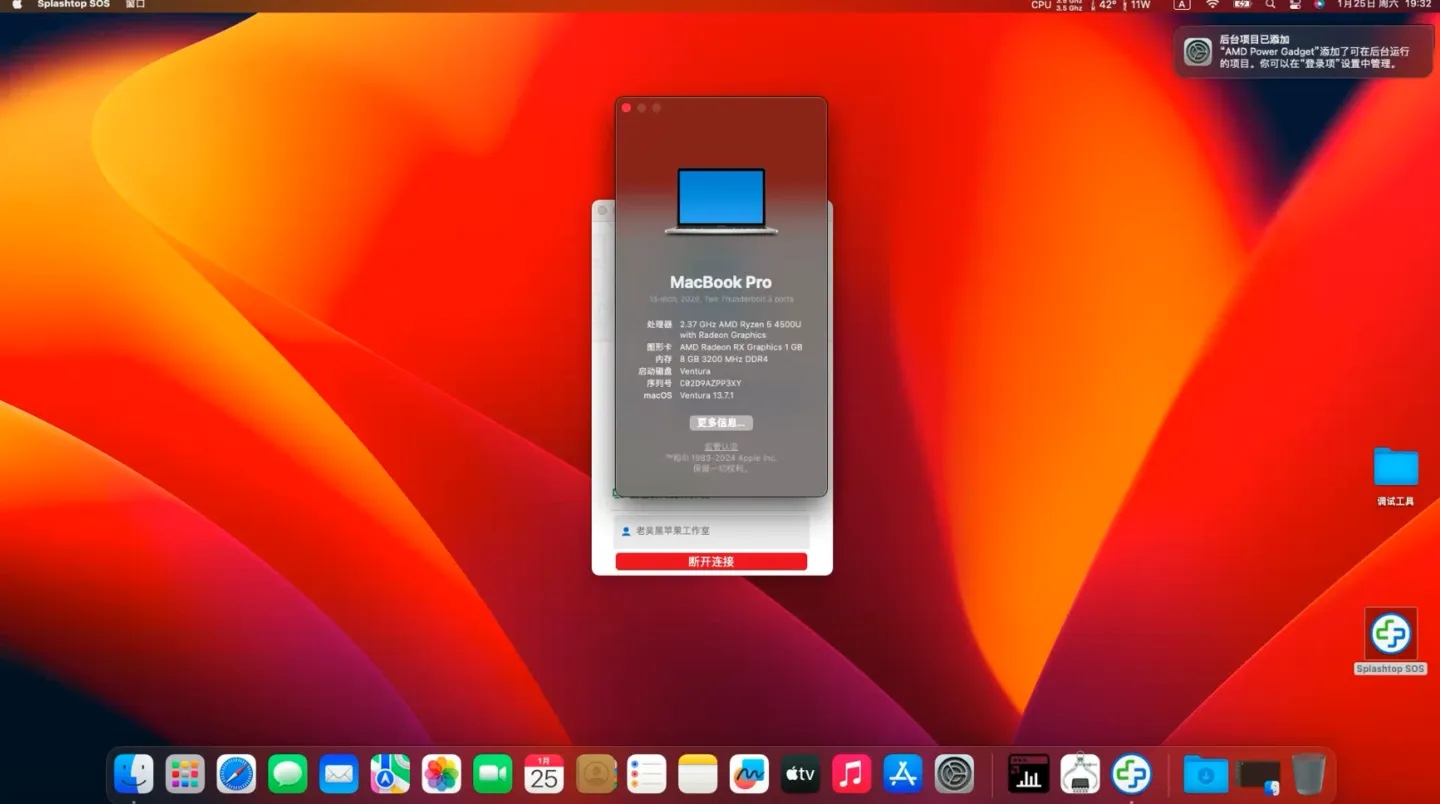 Splashtop SOS 窗口
CPU 3.5 Ghz 42° 11W A 1月25日 周六 19:32
后台项目已添加
“AMD Power Gadget”添加了可在后台运行
的项目。你可以在“登录项”设置中管理。
MacBook Pro
13-inch, 2020, Two Thunderbolt 3 ports
处理器 2.37 GHz AMD Ryzen 5 4500U
with Radeon Graphics
图形卡 AMD Radeon RX Graphics 1 GB
内存 8 GB 3200 MHz DDR4
启动磁盘 Ventura
序列号 C02D9AZPP3XY
macOS Ventura 13.7.1
更多信息...
监管认证
™和© 1983-2024 Apple Inc.
保留一切权利。
老吴黑苹果工作室
断开连接
调试工具
Splashtop SOS
1月
25
tv